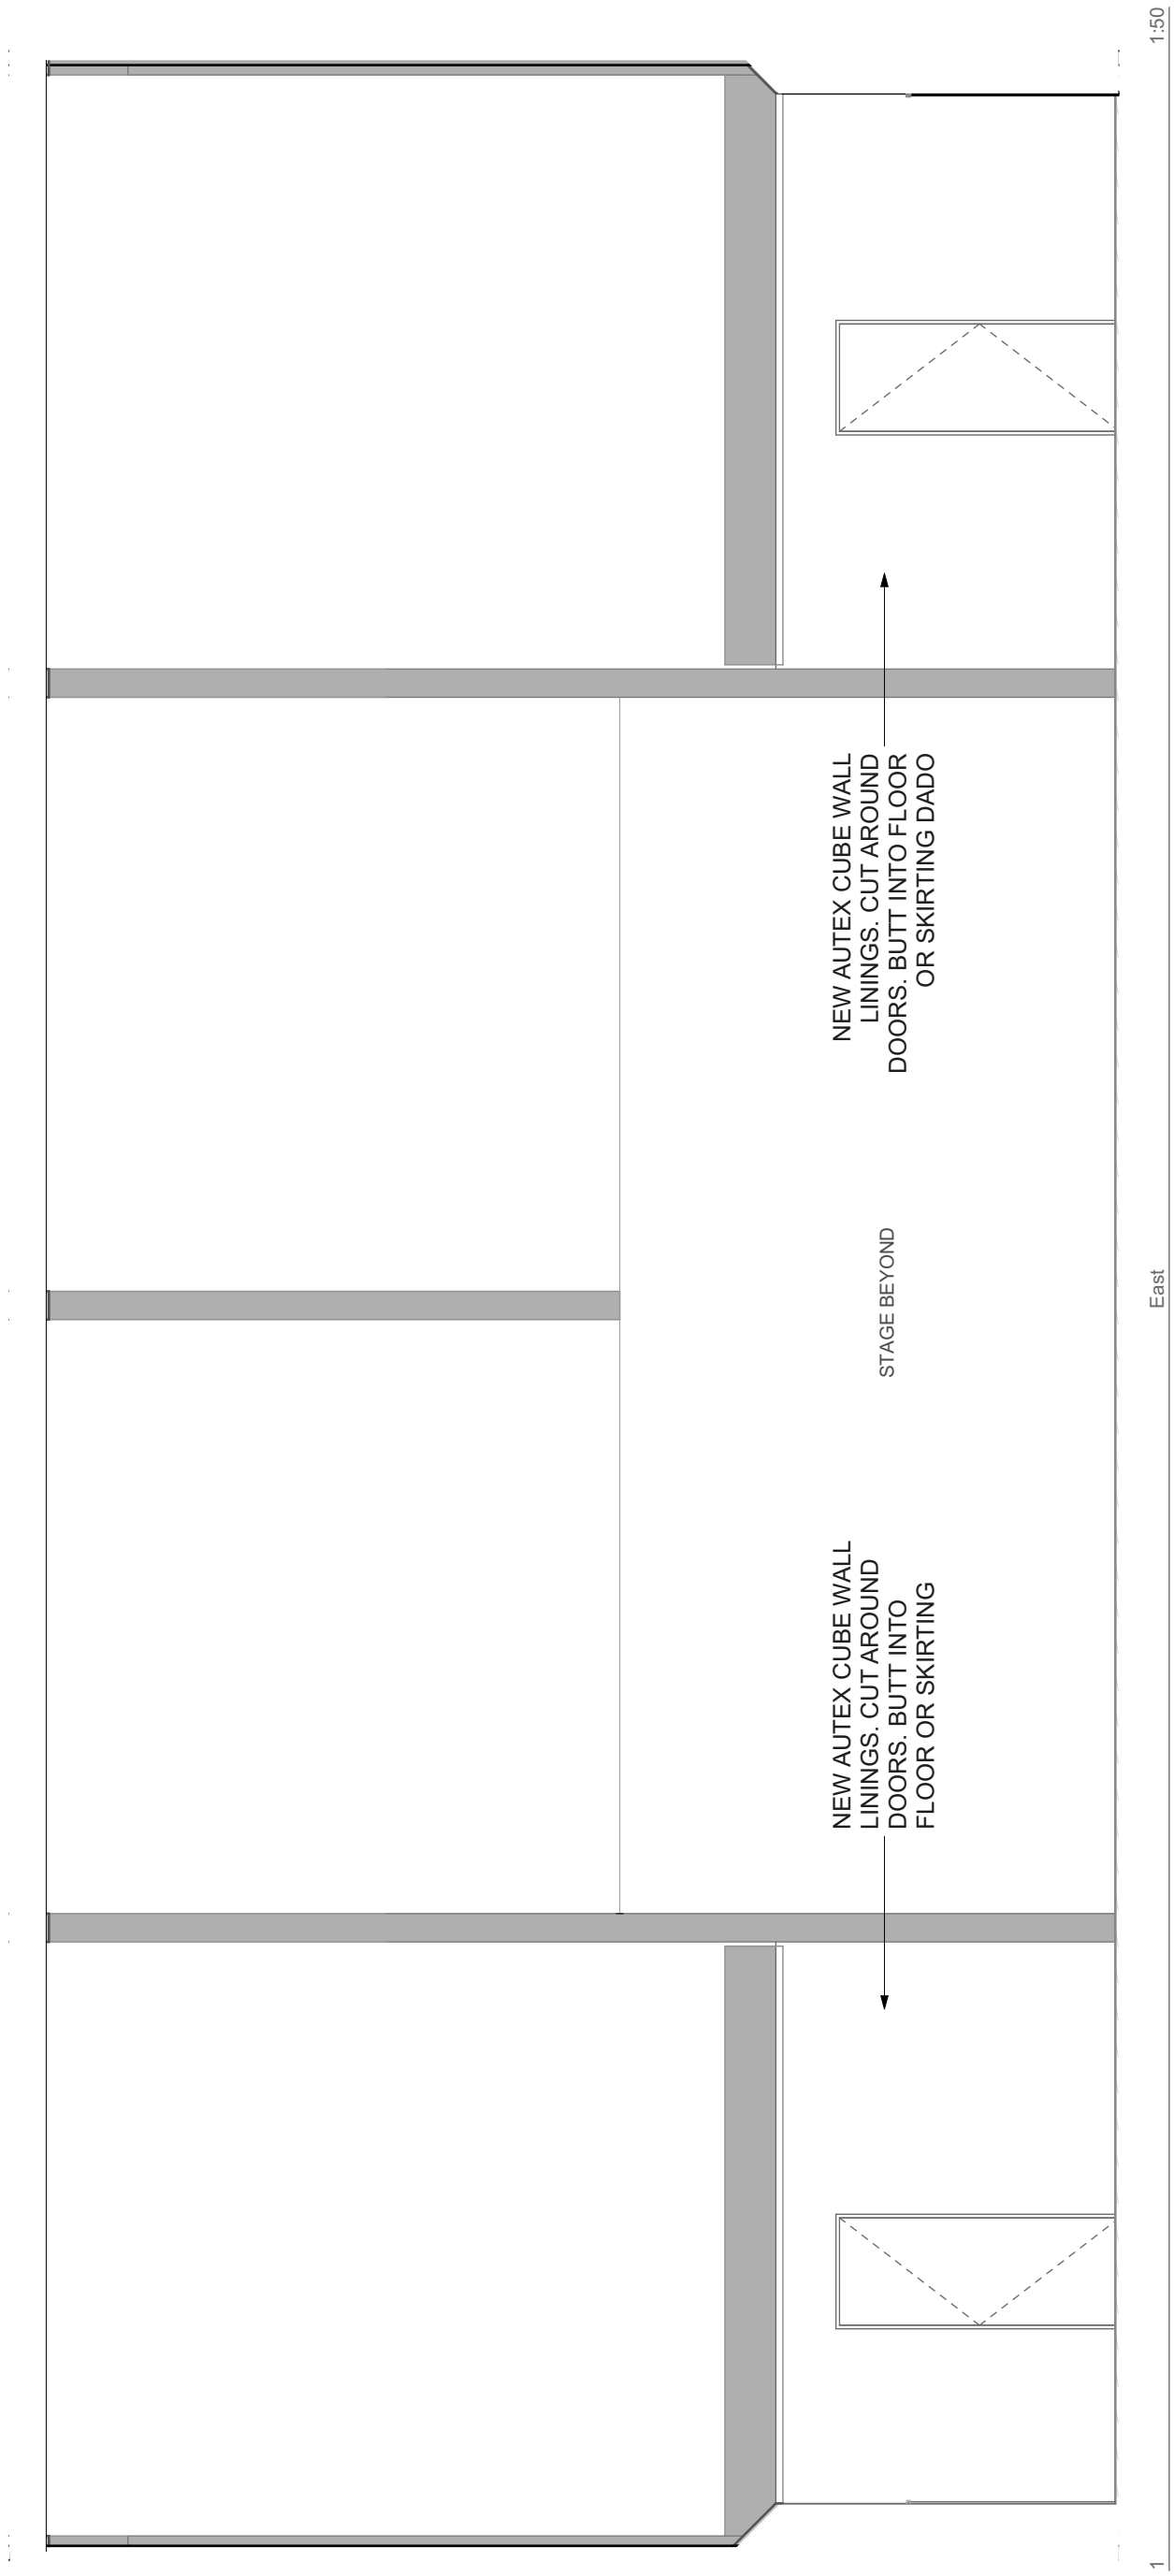 NEW AUTEX CUBE WALL
LININGS. CUT AROUND
DOORS. BUTT INTO
FLOOR OR SKIRTING
STAGE BEYOND
NEW AUTEX CUBE WALL
LININGS. CUT AROUND
DOORS. BUTT INTO FLOOR
OR SKIRTING DADO
1
East
1:50